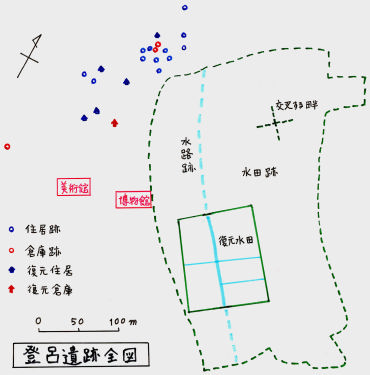 交差畦畔
水路跡
水田跡
美術館
博物館
復元水田
住居跡
倉庫跡
復元住居
復元倉庫
0 50 100 m
登呂遺跡全図